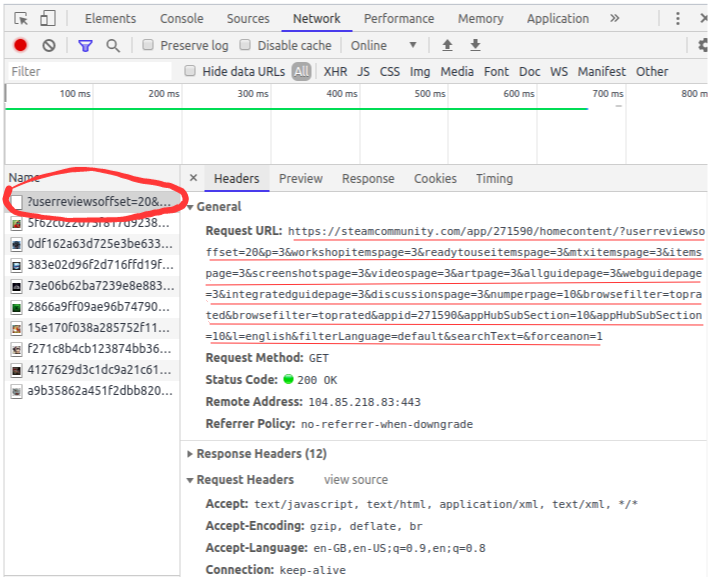 Elements Console Sources Network Performance Memory Application »
Preserve log Disable cache Online
Filter Hide data URLs All XHR JS CSS Img Media Font Doc WS Manifest Other
100 ms 200 ms 300 ms 400 ms 500 ms 600 ms 700 ms 800 m
Name
?userreviewsoffset=20&...
5f62c022075f817d9238...
0df162a63d725e3be633...
383e02d96f2d716ffd19f...
73e06b62ba7239e8e883...
2866a9ff09ae96b74790...
15e170f038a285752f11...
f271c8b4cb123874bb36...
4127629d3c1dc9a21c61...
a9b35862a451f2dbb820...
× Headers Preview Response Cookies Timing
General
Request URL: https://steamcommunity.com/app/271590/homecontent/?userreviewso
ffset=20&p=3&workshopitemspage=3&readytouseitemspage=3&mtxitemspage=3&items
page=3&screenshotspage=3&videospage=3&artpage=3&allguidepage=3&webguidepage
=3&integratedguidepage=3&discussionspage=3&numperpage=10&browsefilter=topra
ted&browsefilter=toprated&appid=271590&appHubSubSection=10&appHubSubSection
=10&l=english&filterLanguage=default&searchText=&forceanon=1
Request Method: GET
Status Code: 200 OK
Remote Address: 104.85.218.83:443
Referrer Policy: no-referrer-when-downgrade
Response Headers (12)
Request Headers view source
Accept: text/javascript, text/html, application/xml, text/xml, */*
Accept-Encoding: gzip, deflate, br
Accept-Language: en-GB,en-US;q=0.9,en;q=0.8
Connection: keep-alive